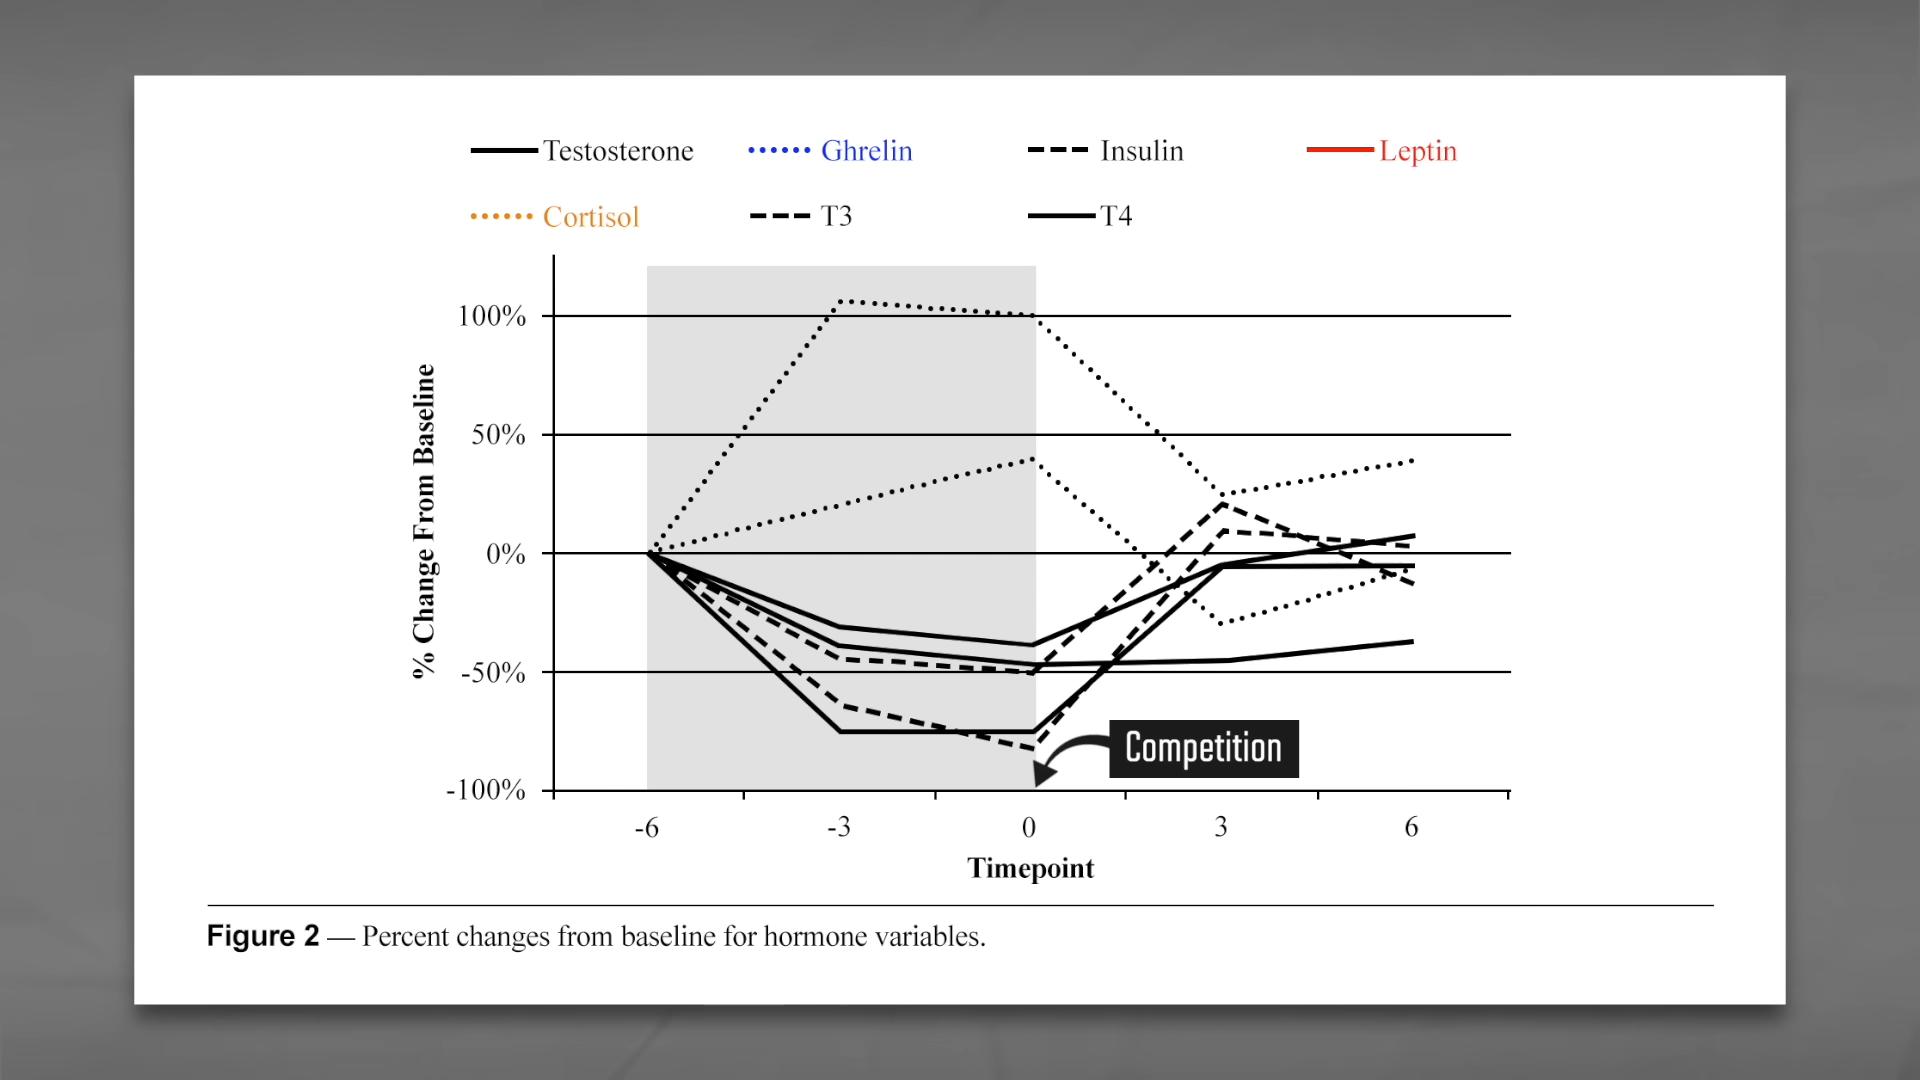 Testosterone Ghrelin Insulin Leptin
Cortisol T3 T4
100%
50%
0%
-50%
-100%
% Change From Baseline
Competition
-6 -3 0 3 6
Timepoint
Figure 2 — Percent changes from baseline for hormone variables.